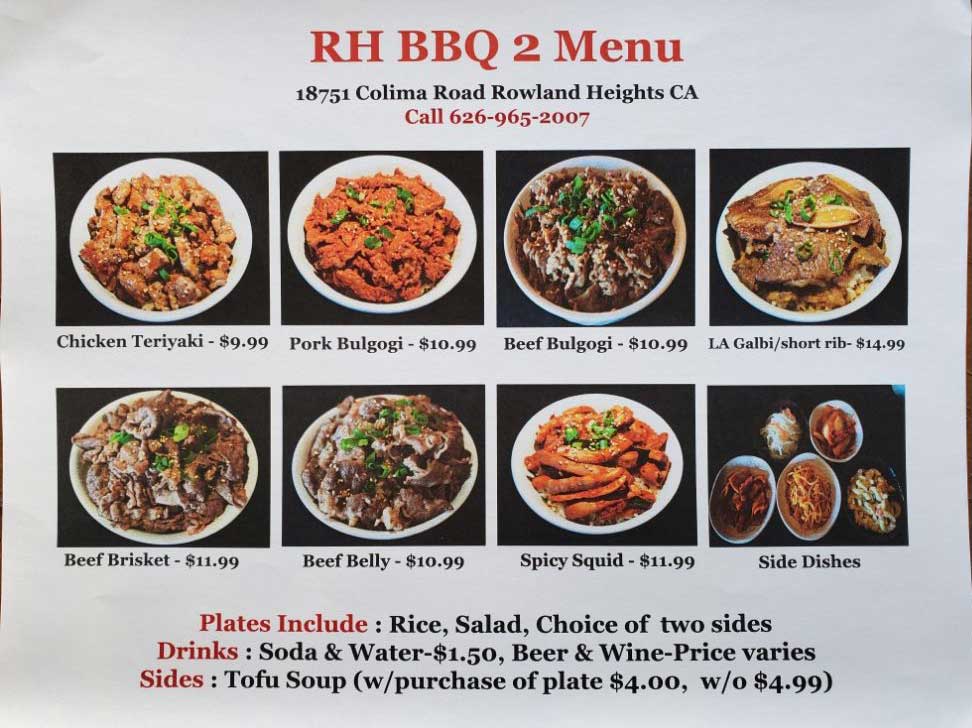 RH BBQ 2 Menu
18751 Colima Road Rowland Heights CA
Call 626-965-2007
Chicken Teriyaki - $9.99
Pork Bulgogi - $10.99
Beef Bulgogi - $10.99
LA Galbi/short rib- $14.99
Beef Brisket - $11.99
Beef Belly - $10.99
Spicy Squid - $11.99
Side Dishes
Plates Include : Rice, Salad, Choice of two sides
Drinks : Soda & Water-$1.50, Beer & Wine-Price varies
Sides : Tofu Soup (w/purchase of plate $4.00, w/o $4.99)